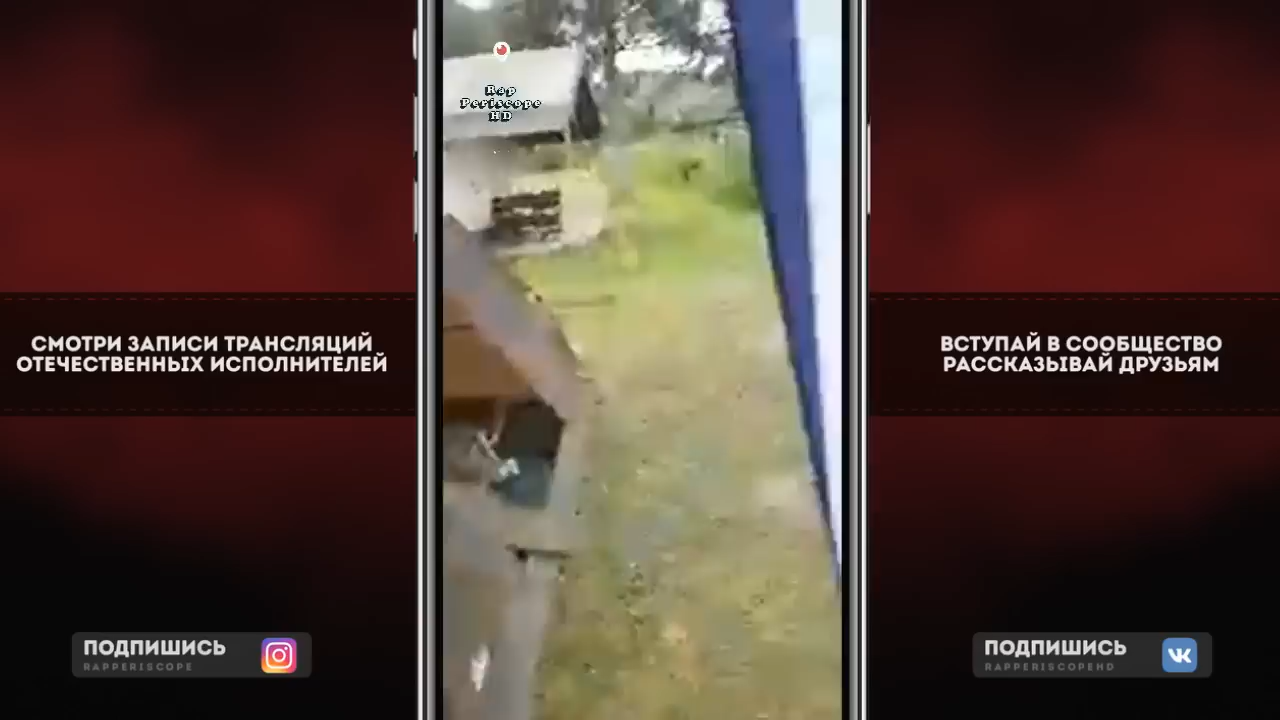 Rap
Periscope
HD
СМОТРИ ЗАПИСИ ТРАНСЛЯЦИЙ
ОТЕЧЕСТВЕННЫХ ИСПОЛНИТЕЛЕЙ
ВСТУПАЙ В СООБЩЕСТВО
РАССКАЗЫВАЙ ДРУЗЬЯМ
ПОДПИШИСЬ
RAPPERISCOPE
ПОДПИШИСЬ
RAPPERISCOPEHD